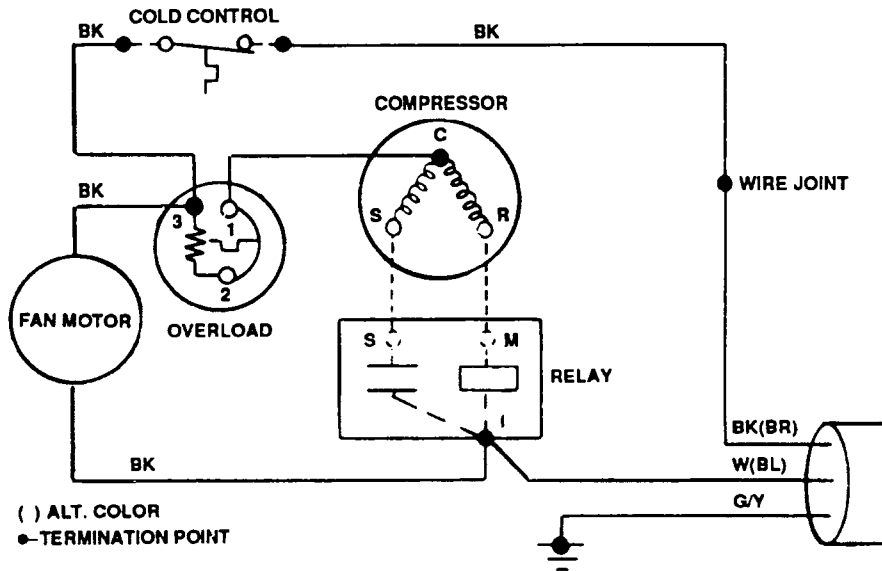 COLD CONTROL
BK
BK
COMPRESSOR
C
WIRE JOINT
BK
3
1
S
R
2
FAN MOTOR
OVERLOAD
S
M
RELAY
1
BK(BR)
BK
W(BL)
G/Y
( ) ALT. COLOR
TERMINATION POINT